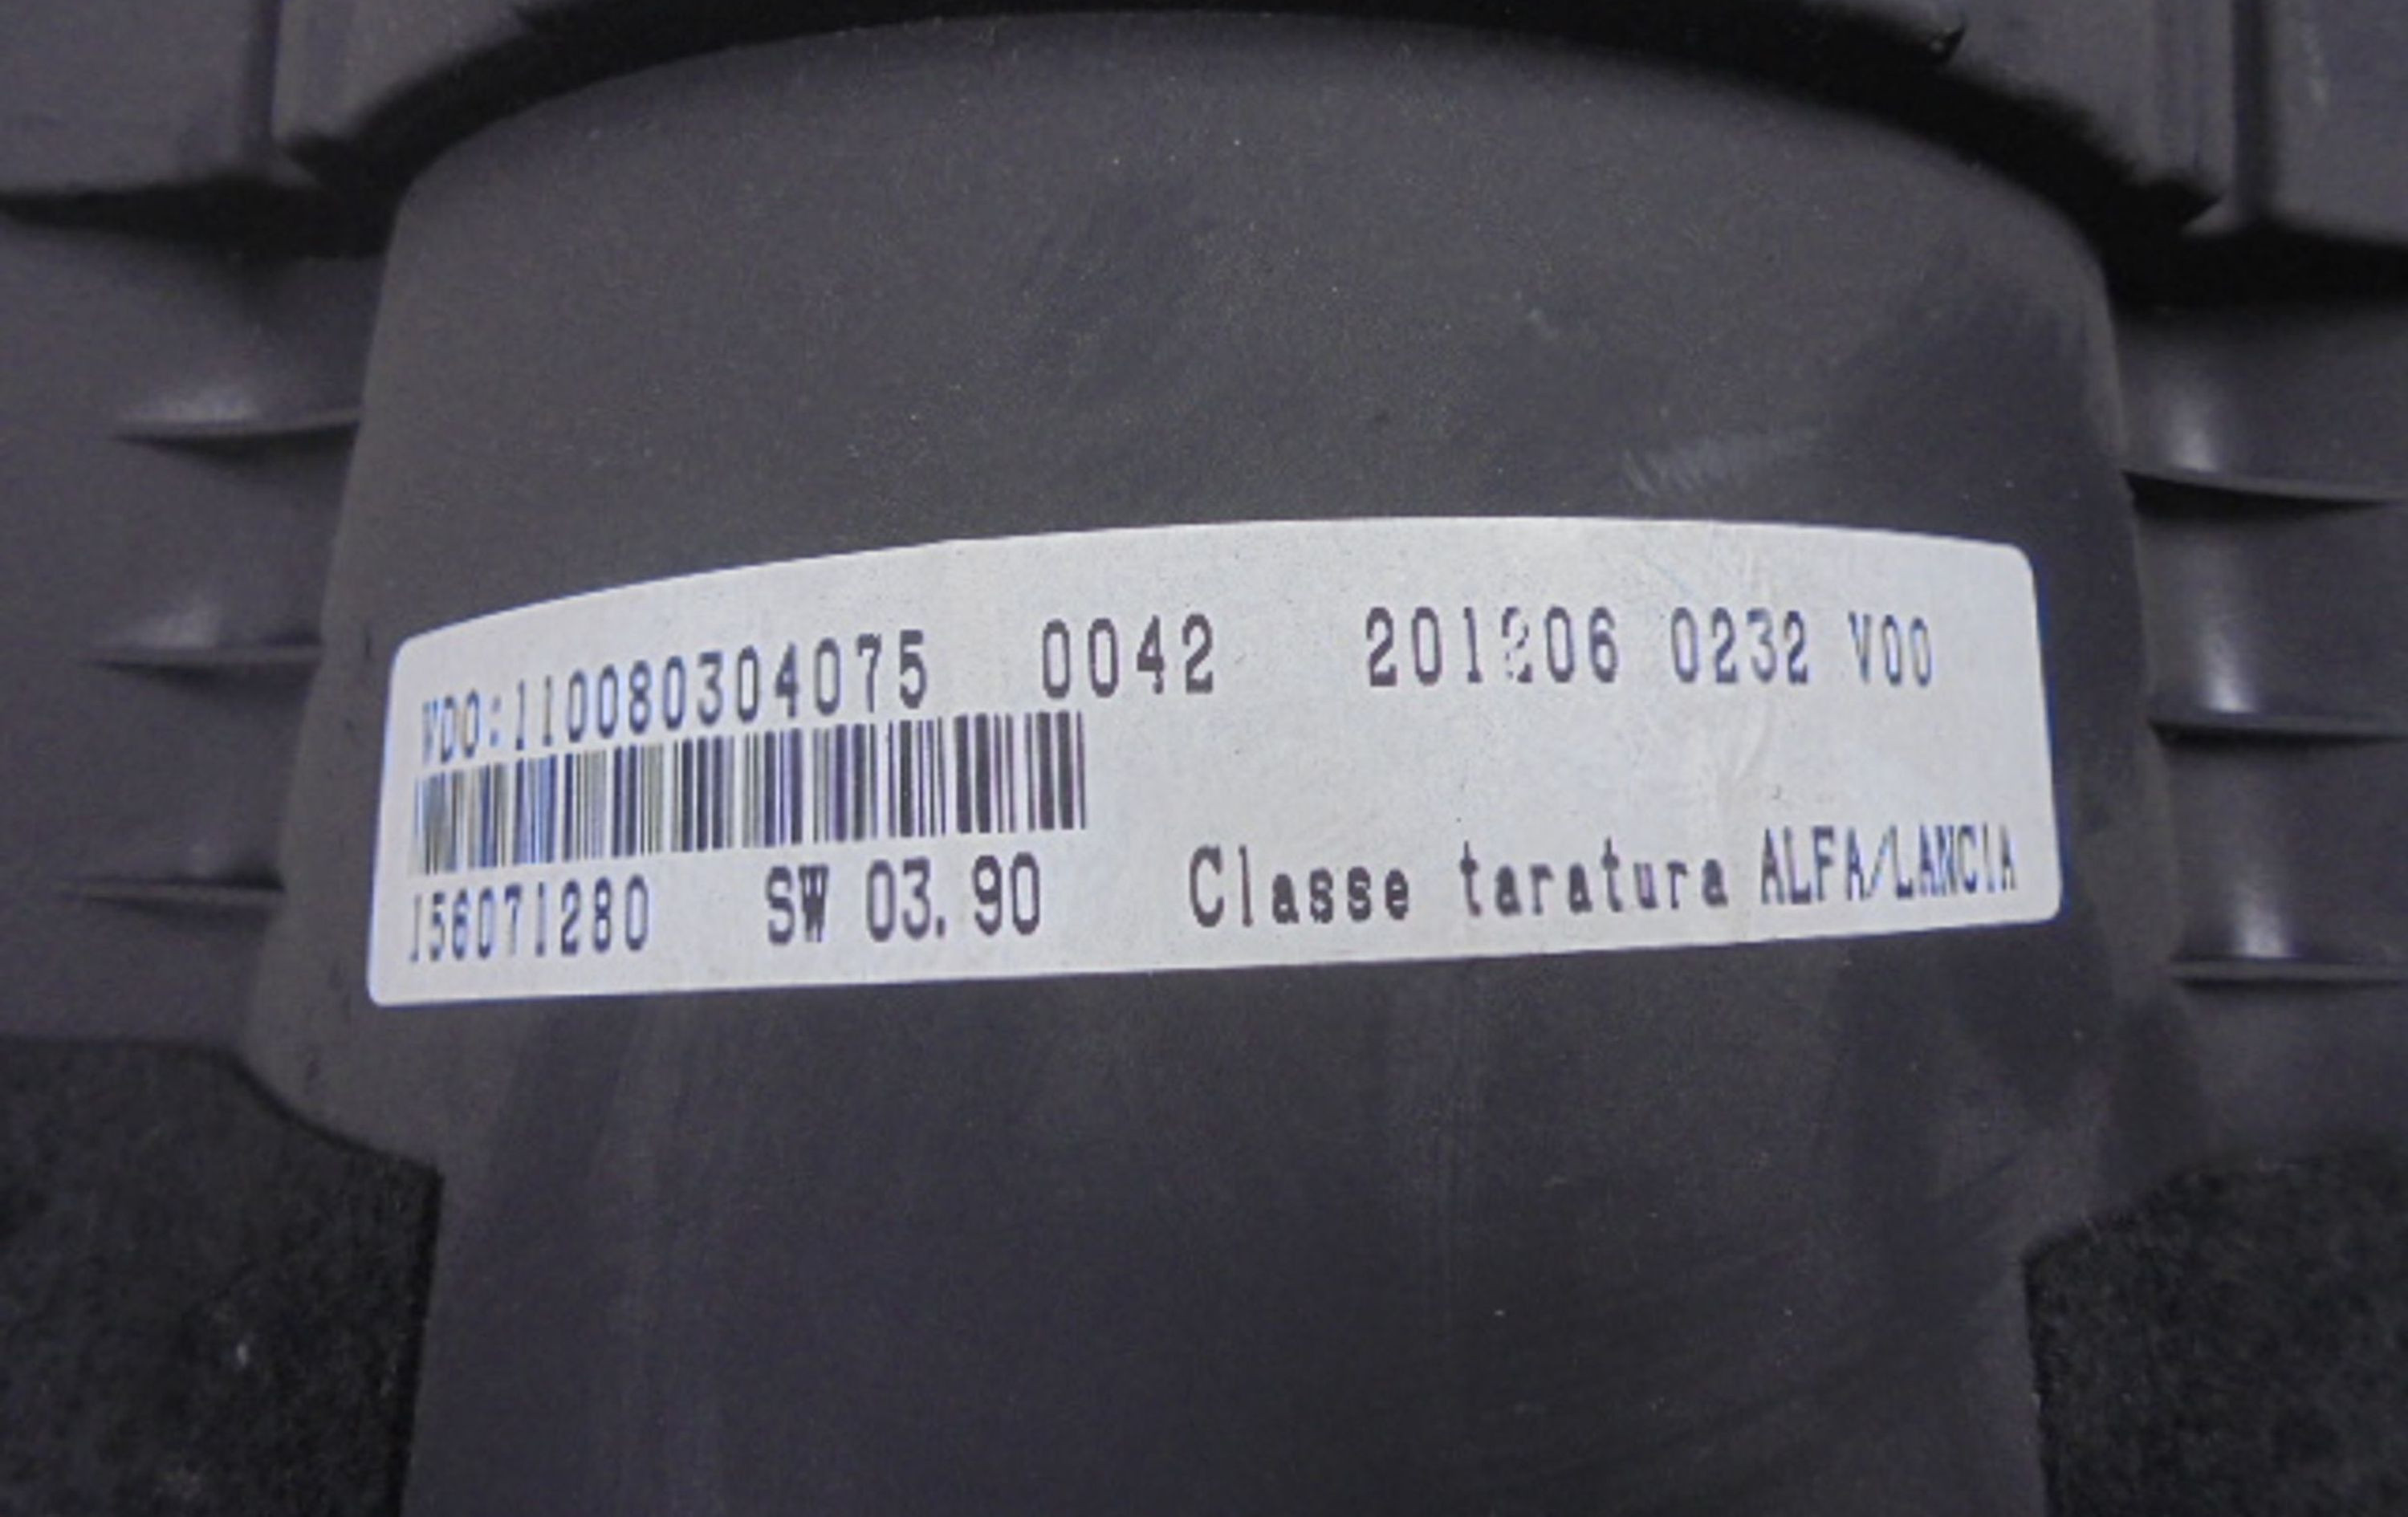 VDO:110080304075 0042 201206 0232 V00
156071280 SW 03.90 Classe taratura ALFA/LANCIA